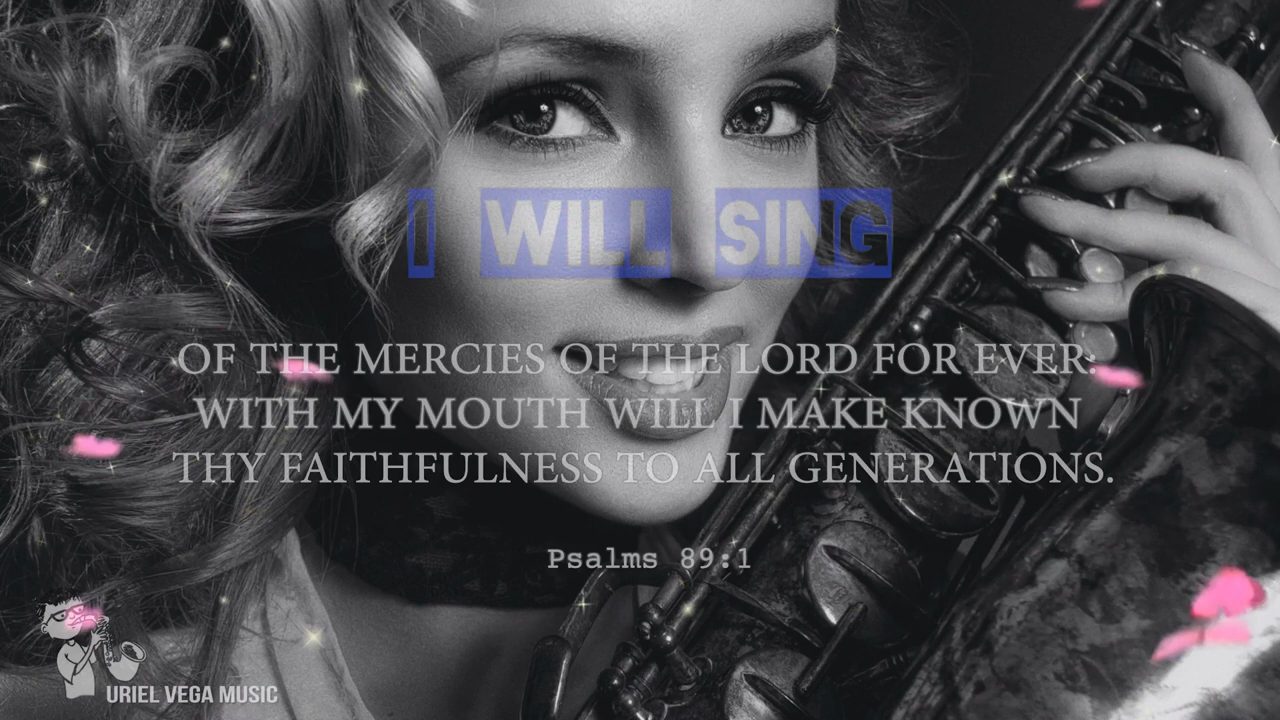 I WILL SING
OF THE MERCIES OF THE LORD FOR EVER:
WITH MY MOUTH WILL I MAKE KNOWN
THY FAITHFULNESS TO ALL GENERATIONS.
Psalms 89:1
URIEL VEGA MUSIC